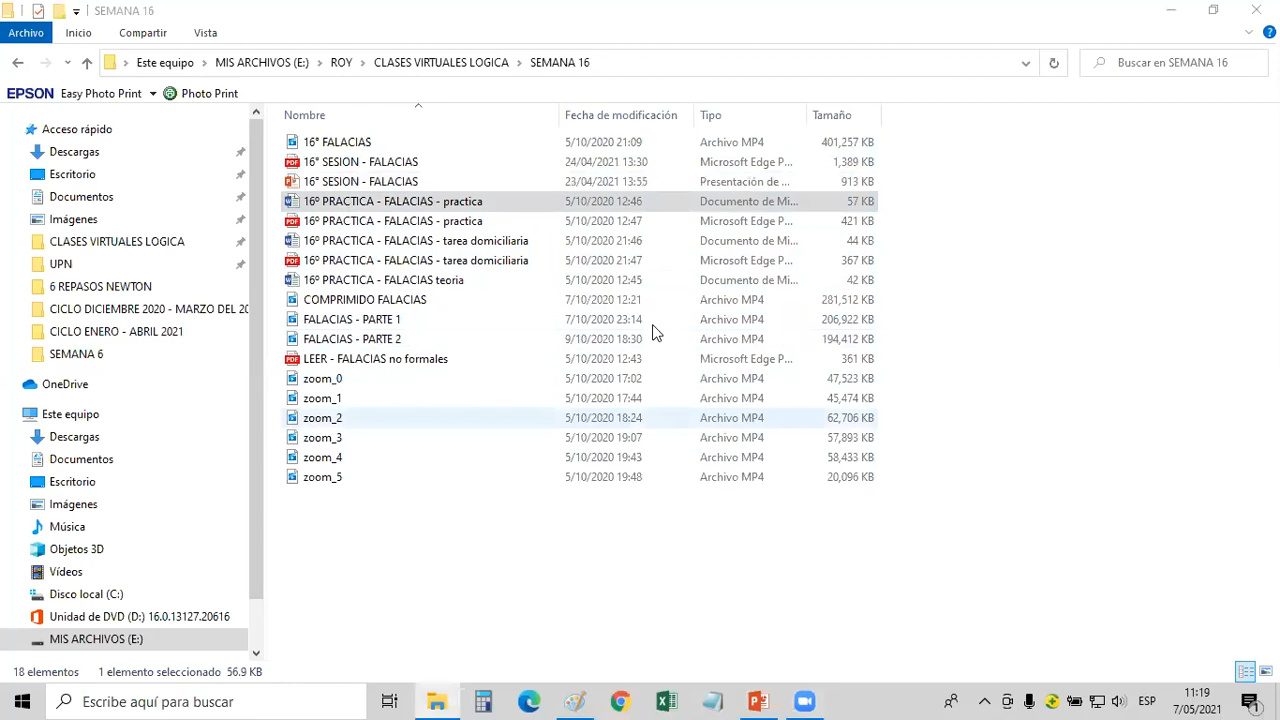 SEMANA 16
Archivo Inicio Compartir Vista
Este equipo MIS ARCHIVOS (E:) ROY CLASES VIRTUALES LOGICA SEMANA 16 Buscar en SEMANA 16
EPSON Easy Photo Print Photo Print
Nombre Fecha de modificación Tipo Tamaño
Acceso rápido
Descargas
Escritorio
Documentos
Imágenes
CLASES VIRTUALES LOGICA
UPN
6 REPASOS NEWTON
CICLO DICIEMBRE 2020 - MARZO DEL 20
CICLO ENERO - ABRIL 2021
SEMANA 6
OneDrive
Este equipo
Descargas
Documentos
Escritorio
Imágenes
Música
Objetos 3D
Vídeos
Disco local (C:)
Unidad de DVD (D:) 16.0.13127.20616
MIS ARCHIVOS (E:)
16° FALACIAS 5/10/2020 21:09 Archivo MP4 401,257 KB
16° SESION - FALACIAS 24/04/2021 13:30 Microsoft Edge P... 1,389 KB
16° SESION - FALACIAS 23/04/2021 13:55 Presentación de ... 913 KB
16º PRACTICA - FALACIAS - practica 5/10/2020 12:46 Documento de Mi... 57 KB
16º PRACTICA - FALACIAS - practica 5/10/2020 12:47 Microsoft Edge P... 421 KB
16º PRACTICA - FALACIAS - tarea domiciliaria 5/10/2020 21:46 Documento de Mi... 44 KB
16º PRACTICA - FALACIAS - tarea domiciliaria 5/10/2020 21:47 Microsoft Edge P... 367 KB
16º PRACTICA - FALACIAS teoria 5/10/2020 12:45 Documento de Mi... 42 KB
COMPRIMIDO FALACIAS 7/10/2020 12:21 Archivo MP4 281,512 KB
FALACIAS - PARTE 1 7/10/2020 23:14 Archivo MP4 206,922 KB
FALACIAS - PARTE 2 9/10/2020 18:30 Archivo MP4 194,412 KB
LEER - FALACIAS no formales 5/10/2020 12:43 Microsoft Edge P... 361 KB
zoom_0 5/10/2020 17:02 Archivo MP4 47,523 KB
zoom_1 5/10/2020 17:44 Archivo MP4 45,474 KB
zoom_2 5/10/2020 18:24 Archivo MP4 62,706 KB
zoom_3 5/10/2020 19:07 Archivo MP4 57,893 KB
zoom_4 5/10/2020 19:43 Archivo MP4 58,433 KB
zoom_5 5/10/2020 19:48 Archivo MP4 20,096 KB
18 elementos 1 elemento seleccionado 56.9 KB
Escribe aquí para buscar
ESP
11:19
7/05/2021